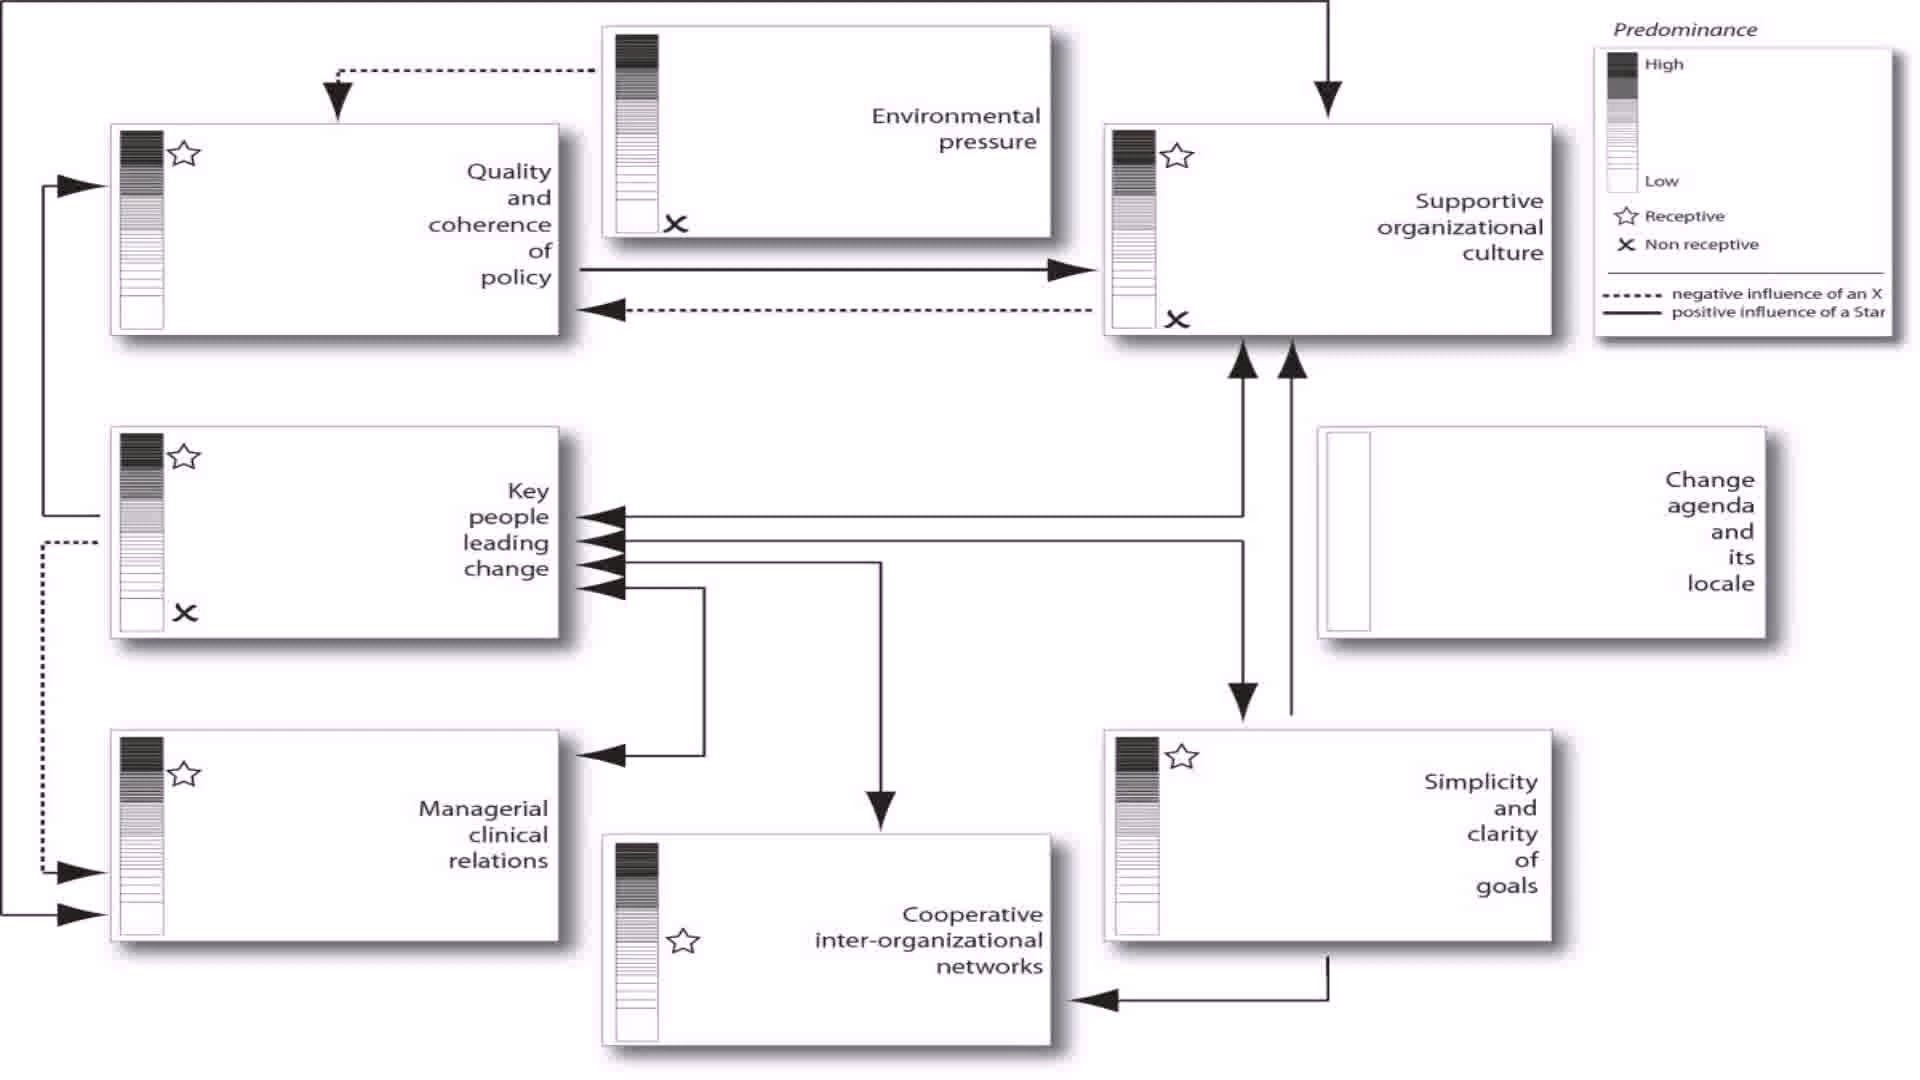 Predominance
High
Low
Receptive
Non receptive
negative influence of an X
positive influence of a Star
Environmental
pressure
Quality
and
coherence
of
policy
Supportive
organizational
culture
Key
people
leading
change
Change
agenda
and
its
locale
Managerial
clinical
relations
Cooperative
inter-organizational
networks
Simplicity
and
clarity
of
goals